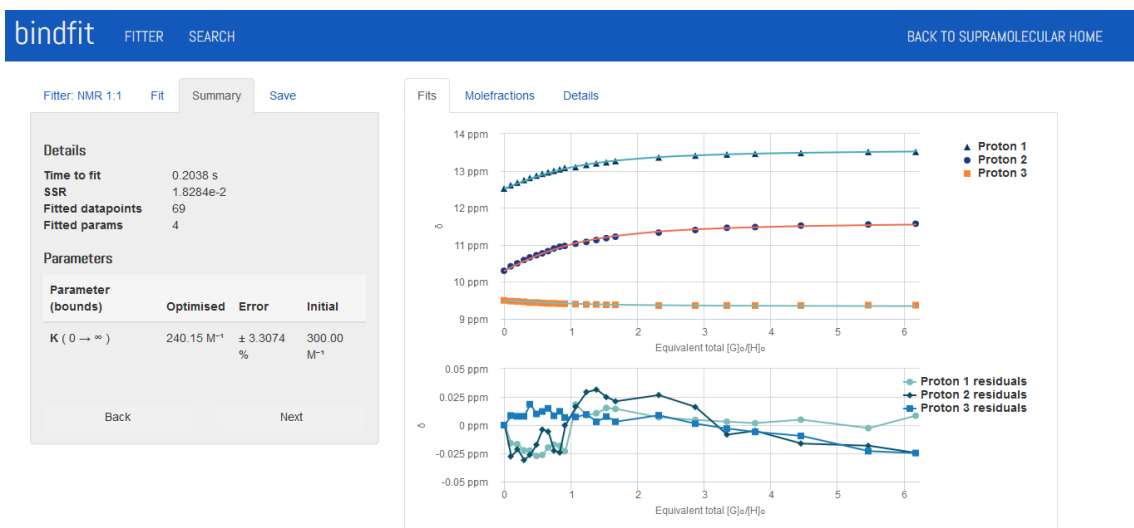 bindfit FITTER SEARCH BACK TO SUPRAMOLECULAR HOME
Fitter: NMR 1:1 Fit Summary Save
Details
Time to fit 0.2038 s
SSR 1.8284e-2
Fitted datapoints 69
Fitted params 4
Parameters
Parameter (bounds) Optimised Error Initial
K ( 0 → ∞ ) 240.15 M⁻¹ ± 3.3074 % 300.00 M⁻¹
Back Next
Fits Molefractions Details
14 ppm
13 ppm
12 ppm
11 ppm
10 ppm
9 ppm
δ
0 1 2 3 4 5 6
Equivalent total [G]₀/[H]₀
Proton 1
Proton 2
Proton 3
0.05 ppm
0.025 ppm
0 ppm
-0.025 ppm
-0.05 ppm
δ
0 1 2 3 4 5 6
Equivalent total [G]₀/[H]₀
Proton 1 residuals
Proton 2 residuals
Proton 3 residuals